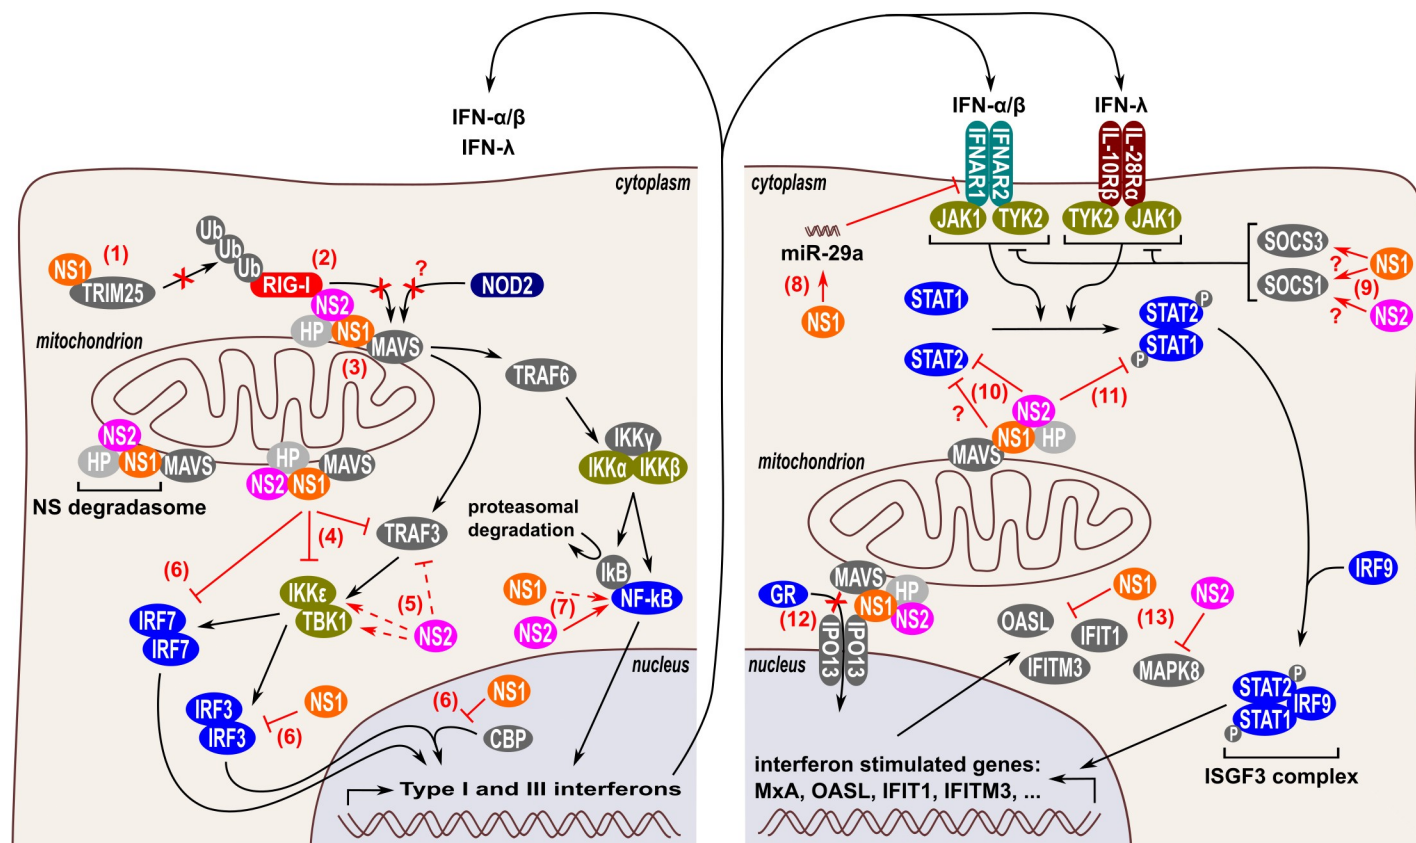 IFN-α/β
IFN-λ
cytoplasm
(1)
NS1
TRIM25
Ub
Ub
Ub
(2)
RIG-I
?
NOD2
NS2
HP
NS1
MAVS
mitochondrion
(3)
TRAF6
NS2
HP
NS1
MAVS
NS degradasome
HP
NS2
NS1
MAVS
IKKγ
IKKα
IKKβ
(4)
TRAF3
proteasomal
degradation
IkB
NF-kB
(6)
IKKε
TBK1
(5)
NS2
NS1
(7)
NS2
IRF7
IRF7
IRF3
IRF3
NS1
(6)
nucleus
(6)
NS1
CBP
Type I and III interferons
IFN-α/β
IFN-λ
cytoplasm
IFNAR1
IFNAR2
IL-10Rβ
IL-28Rα
JAK1
TYK2
TYK2
JAK1
miR-29a
(8)
NS1
SOCS3
SOCS1
?
?
(9)
NS1
NS2
STAT1
STAT2
STAT2
P
STAT1
P
(10)
?
(11)
NS2
NS1
HP
MAVS
mitochondrion
IRF9
GR
(12)
MAVS
HP
NS1
NS2
IPO13
IPO13
nucleus
NS1
OASL
IFIT1
IFITM3
(13)
NS2
MAPK8
STAT2
P
IRF9
STAT1
P
ISGF3 complex
interferon stimulated genes:
MxA, OASL, IFIT1, IFITM3, ...